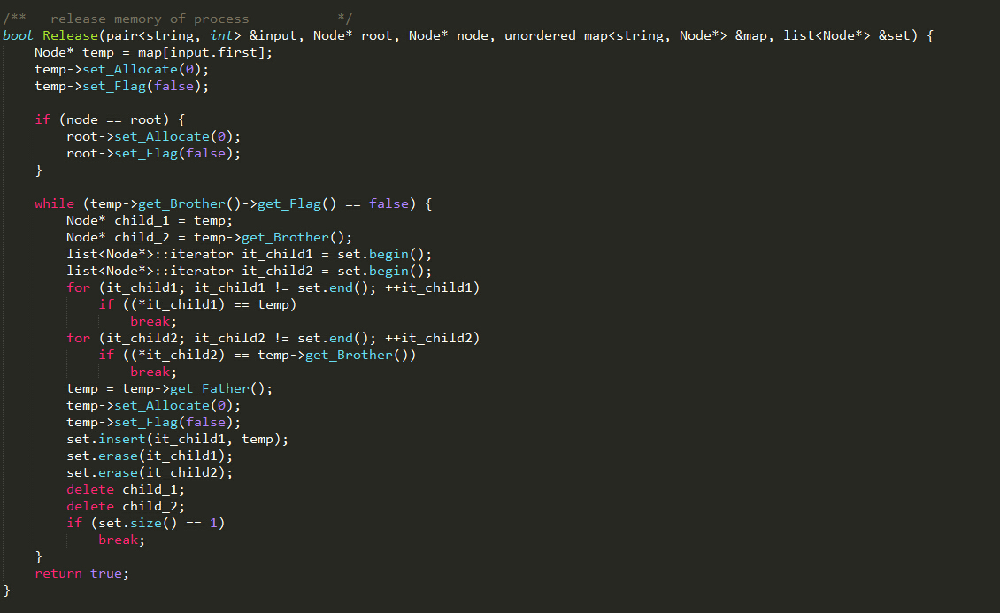 /**   release memory of process           */
bool Release(pair<string, int> &input, Node* root, Node* node, unordered_map<string, Node*> &map, list<Node*> &set) {
    Node* temp = map[input.first];
    temp->set_Allocate(0);
    temp->set_Flag(false);

    if (node == root) {
        root->set_Allocate(0);
        root->set_Flag(false);
    }

    while (temp->get_Brother()->get_Flag() == false) {
        Node* child_1 = temp;
        Node* child_2 = temp->get_Brother();
        list<Node*>::iterator it_child1 = set.begin();
        list<Node*>::iterator it_child2 = set.begin();
        for (it_child1; it_child1 != set.end(); ++it_child1)
            if ((*it_child1) == temp)
                break;
        for (it_child2; it_child2 != set.end(); ++it_child2)
            if ((*it_child2) == temp->get_Brother())
                break;
        temp = temp->get_Father();
        temp->set_Allocate(0);
        temp->set_Flag(false);
        set.insert(it_child1, temp);
        set.erase(it_child1);
        set.erase(it_child2);
        delete child_1;
        delete child_2;
        if (set.size() == 1)
            break;
    }
    return true;
}